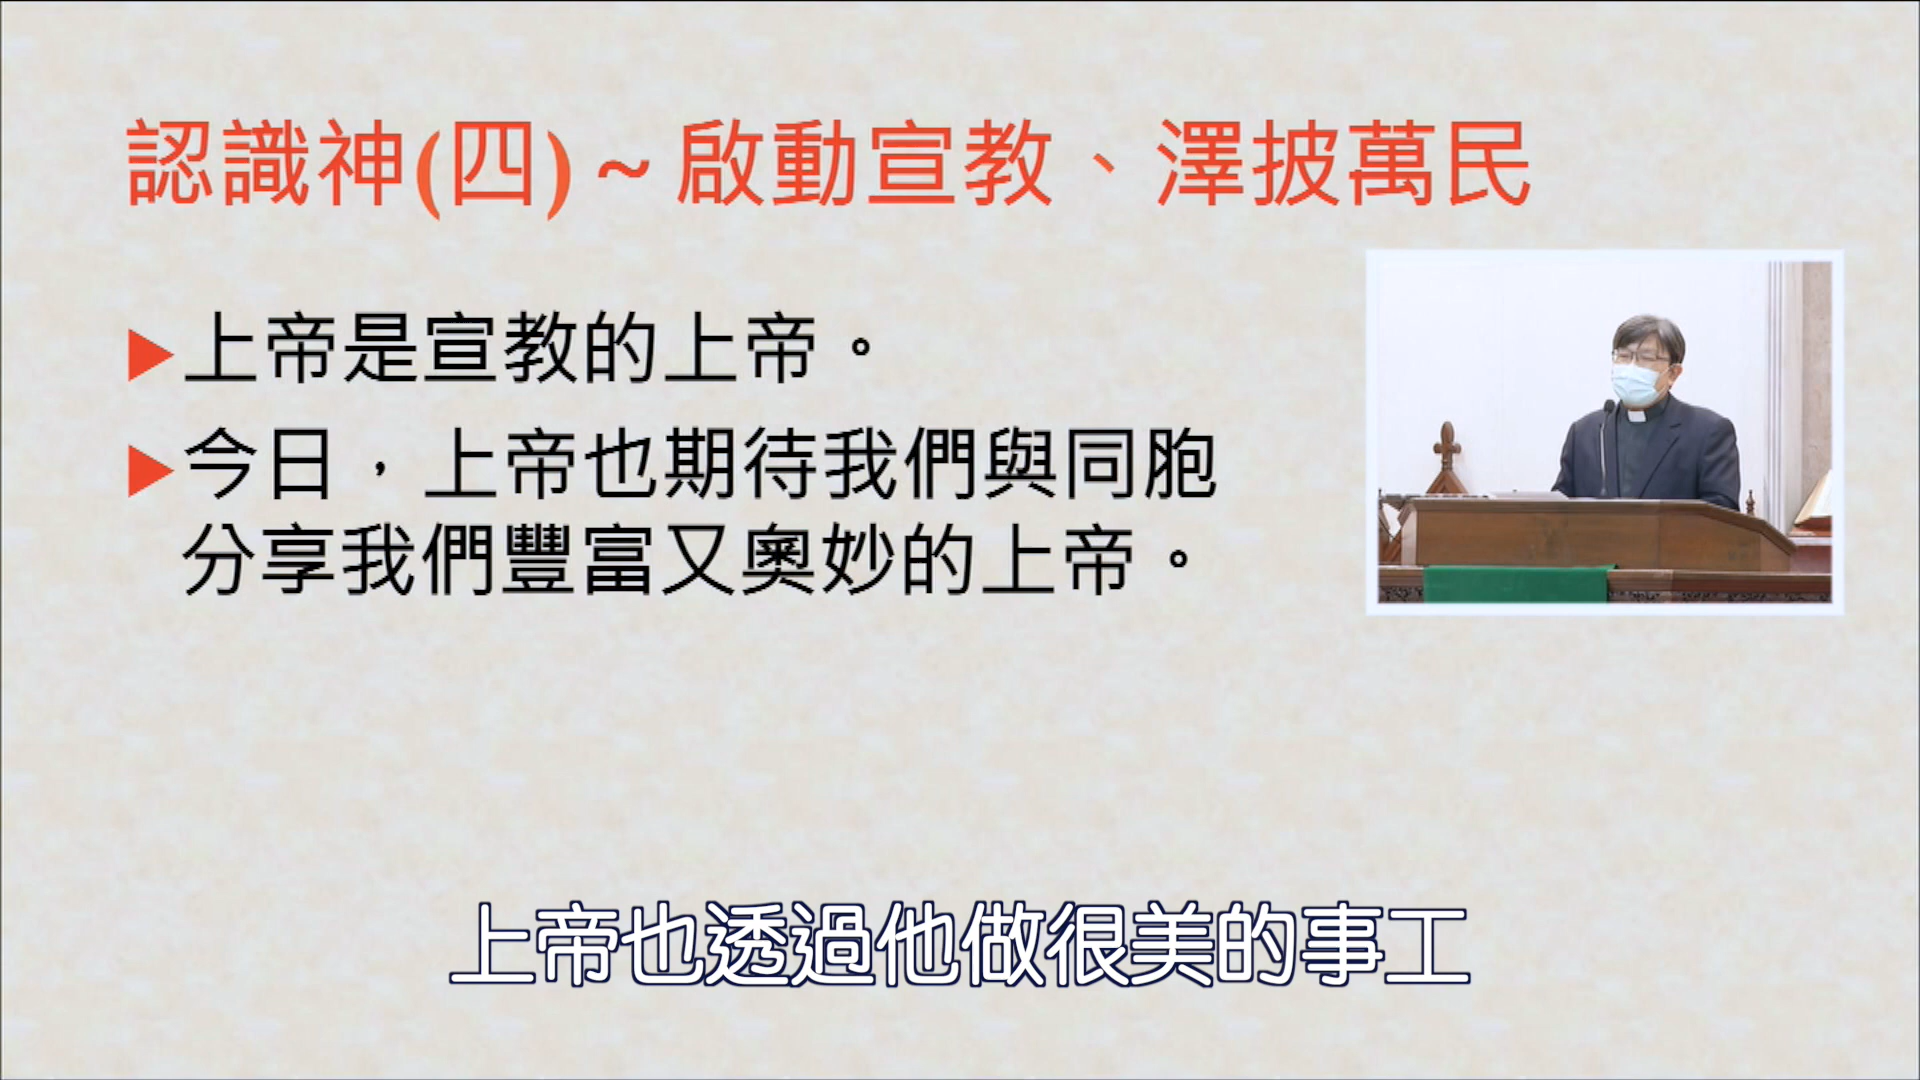 認識神(四)～啟動宣教、澤披萬民
上帝是宣教的上帝。
今日，上帝也期待我們與同胞
分享我們豐富又奧妙的上帝。
上帝也透過他做很美的事工